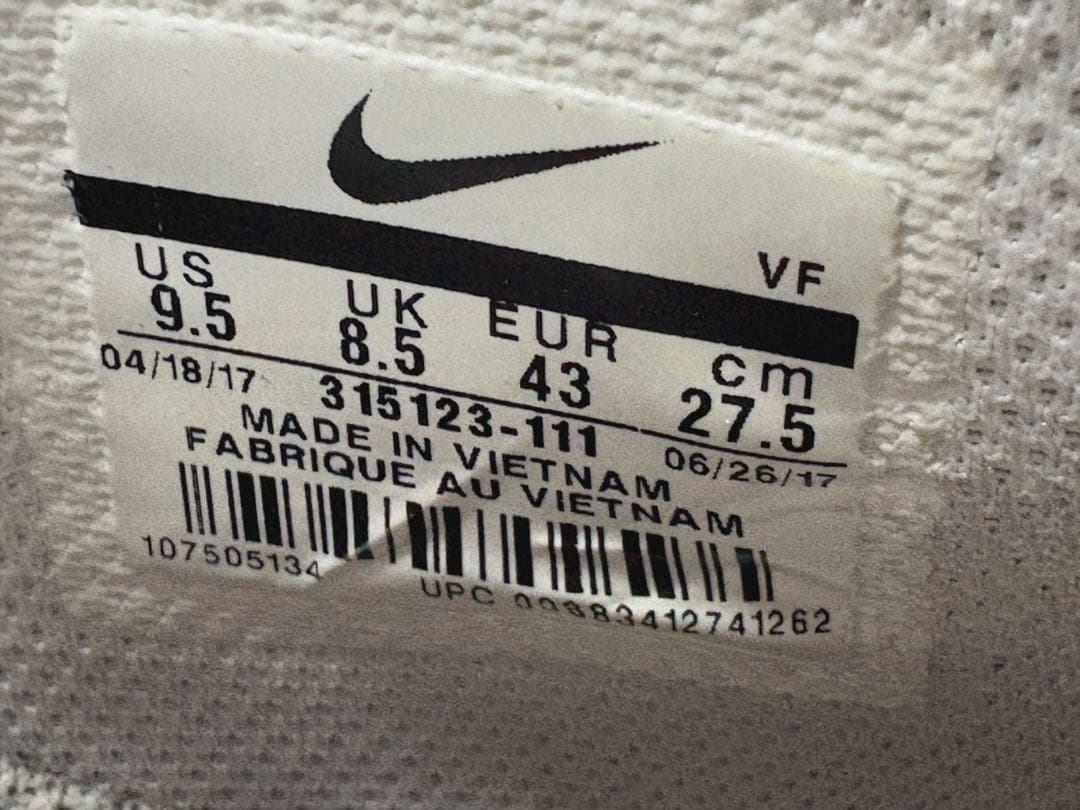 VF
US UK EUR cm
9.5 8.5 43 27.5
04/18/17 315123-111 06/26/17
MADE IN VIETNAM
FABRIQUE AU VIETNAM
107505134 UPC